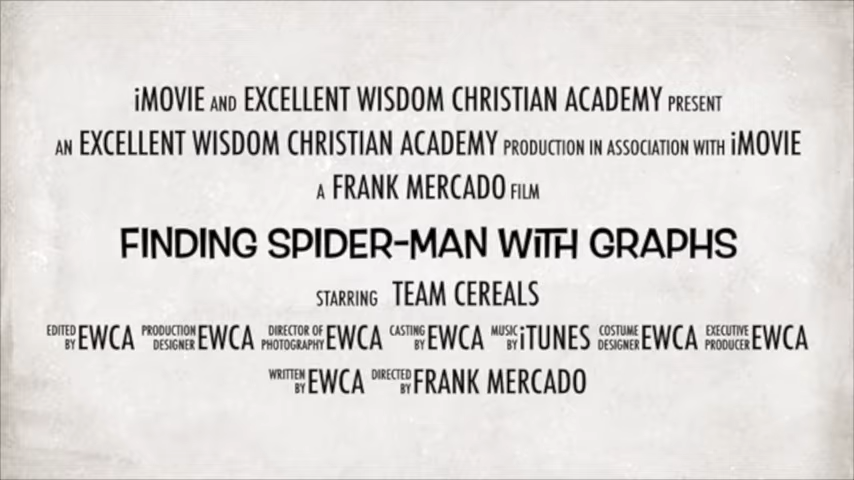 iMOVIE AND EXCELLENT WISDOM CHRISTIAN ACADEMY PRESENT
AN EXCELLENT WISDOM CHRISTIAN ACADEMY PRODUCTION IN ASSOCIATION WITH iMOVIE
A FRANK MERCADO FILM
FINDING SPIDER-MAN WiTH GRAPHS
STARRING TEAM CEREALS
EDITED BY EWCA PRODUCTION DESIGNER EWCA DIRECTOR OF PHOTOGRAPHY EWCA CASTING BY EWCA MUSIC BY iTUNES COSTUME DESIGNER EWCA EXECUTIVE PRODUCER EWCA
WRITTEN BY EWCA DIRECTED BY FRANK MERCADO